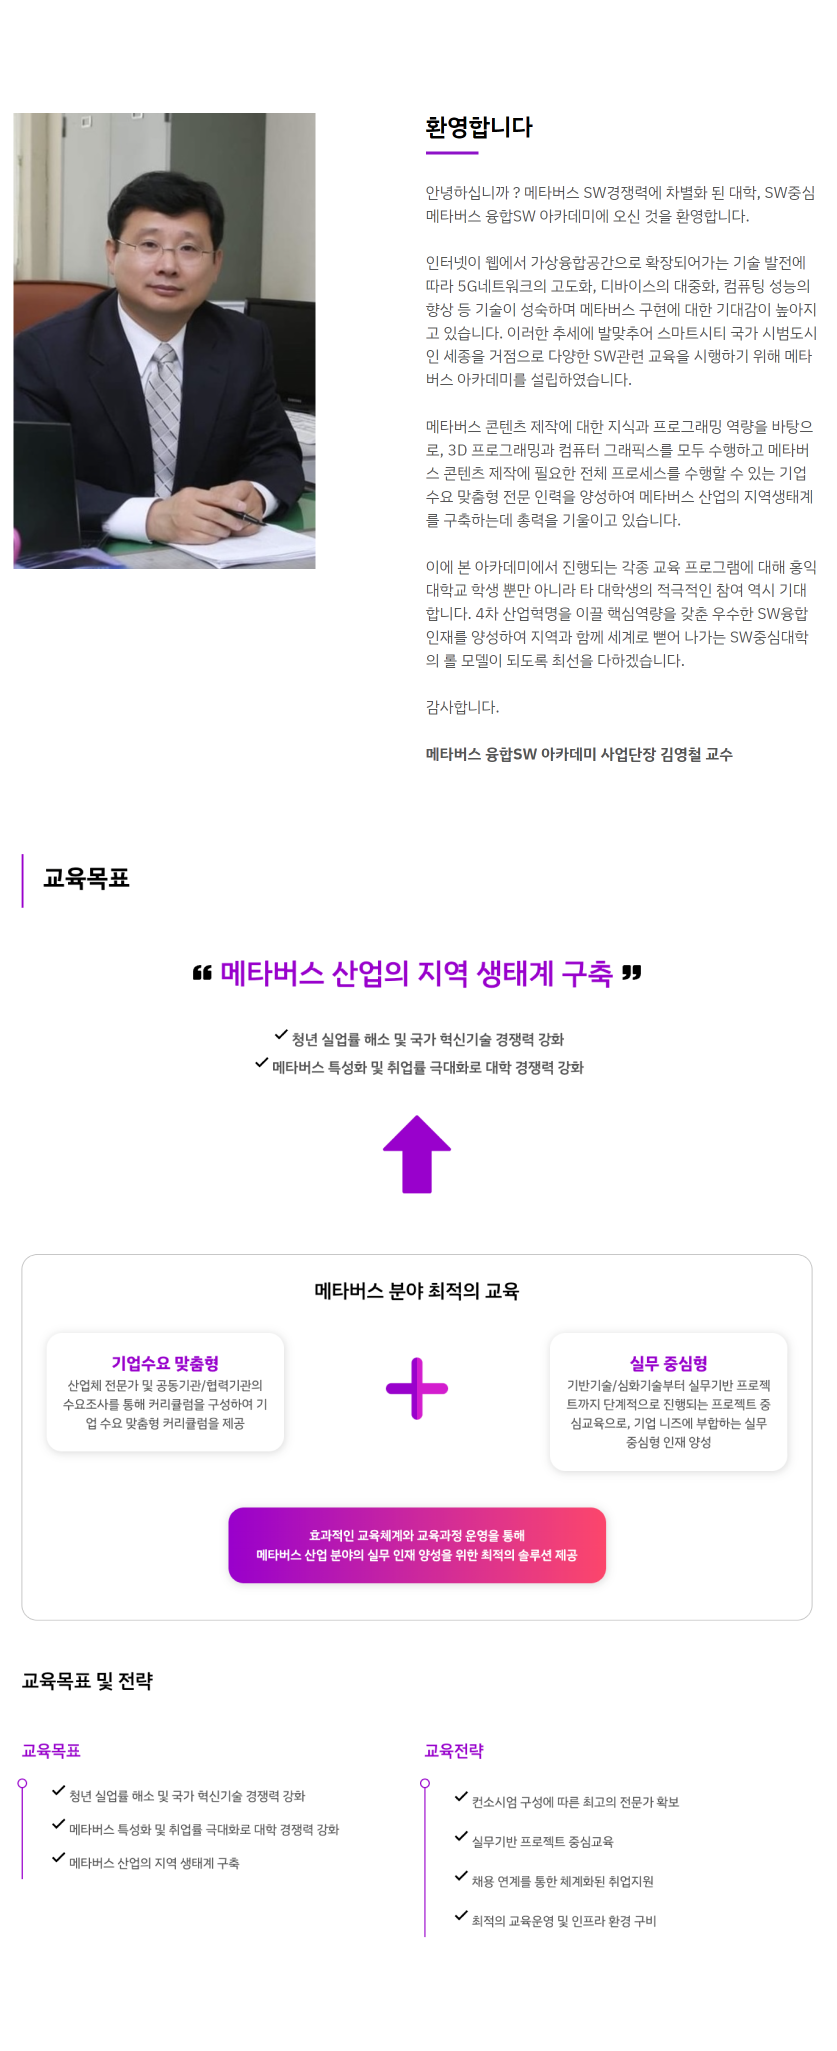 환영합니다
안녕하십니까 ? 메타버스 SW경쟁력에 차별화 된 대학, SW중심
메타버스 융합SW 아카데미에 오신 것을 환영합니다.
인터넷이 웹에서 가상융합공간으로 확장되어가는 기술 발전에
따라 5G네트워크의 고도화, 디바이스의 대중화, 컴퓨팅 성능의
향상 등 기술이 성숙하며 메타버스 구현에 대한 기대감이 높아지
고 있습니다. 이러한 추세에 발맞추어 스마트시티 국가 시범도시
인 세종을 거점으로 다양한 SW관련 교육을 시행하기 위해 메타
버스 아카데미를 설립하였습니다.
메타버스 콘텐츠 제작에 대한 지식과 프로그래밍 역량을 바탕으
로, 3D 프로그래밍과 컴퓨터 그래픽스를 모두 수행하고 메타버
스 콘텐츠 제작에 필요한 전체 프로세스를 수행할 수 있는 기업
수요 맞춤형 전문 인력을 양성하여 메타버스 산업의 지역생태계
를 구축하는데 총력을 기울이고 있습니다.
이에 본 아카데미에서 진행되는 각종 교육 프로그램에 대해 홍익
대학교 학생 뿐만 아니라 타 대학생의 적극적인 참여 역시 기대
합니다. 4차 산업혁명을 이끌 핵심역량을 갖춘 우수한 SW융합
인재를 양성하여 지역과 함께 세계로 뻗어 나가는 SW중심대학
의 롤 모델이 되도록 최선을 다하겠습니다.
감사합니다.
메타버스 융합SW 아카데미 사업단장 김영철 교수
교육목표
❝ 메타버스 산업의 지역 생태계 구축 ❞
✓ 청년 실업률 해소 및 국가 혁신기술 경쟁력 강화
✓ 메타버스 특성화 및 취업률 극대화로 대학 경쟁력 강화
메타버스 분야 최적의 교육
기업수요 맞춤형
산업체 전문가 및 공동기관/협력기관의
수요조사를 통해 커리큘럼을 구성하여 기
업 수요 맞춤형 커리큘럼을 제공
실무 중심형
기반기술/심화기술부터 실무기반 프로젝
트까지 단계적으로 진행되는 프로젝트 중
심교육으로, 기업 니즈에 부합하는 실무
중심형 인재 양성
효과적인 교육체계와 교육과정 운영을 통해
메타버스 산업 분야의 실무 인재 양성을 위한 최적의 솔루션 제공
교육목표 및 전략
교육목표
✓ 청년 실업률 해소 및 국가 혁신기술 경쟁력 강화
✓ 메타버스 특성화 및 취업률 극대화로 대학 경쟁력 강화
✓ 메타버스 산업의 지역 생태계 구축
교육전략
✓ 컨소시엄 구성에 따른 최고의 전문가 확보
✓ 실무기반 프로젝트 중심교육
✓ 채용 연계를 통한 체계화된 취업지원
✓ 최적의 교육운영 및 인프라 환경 구비